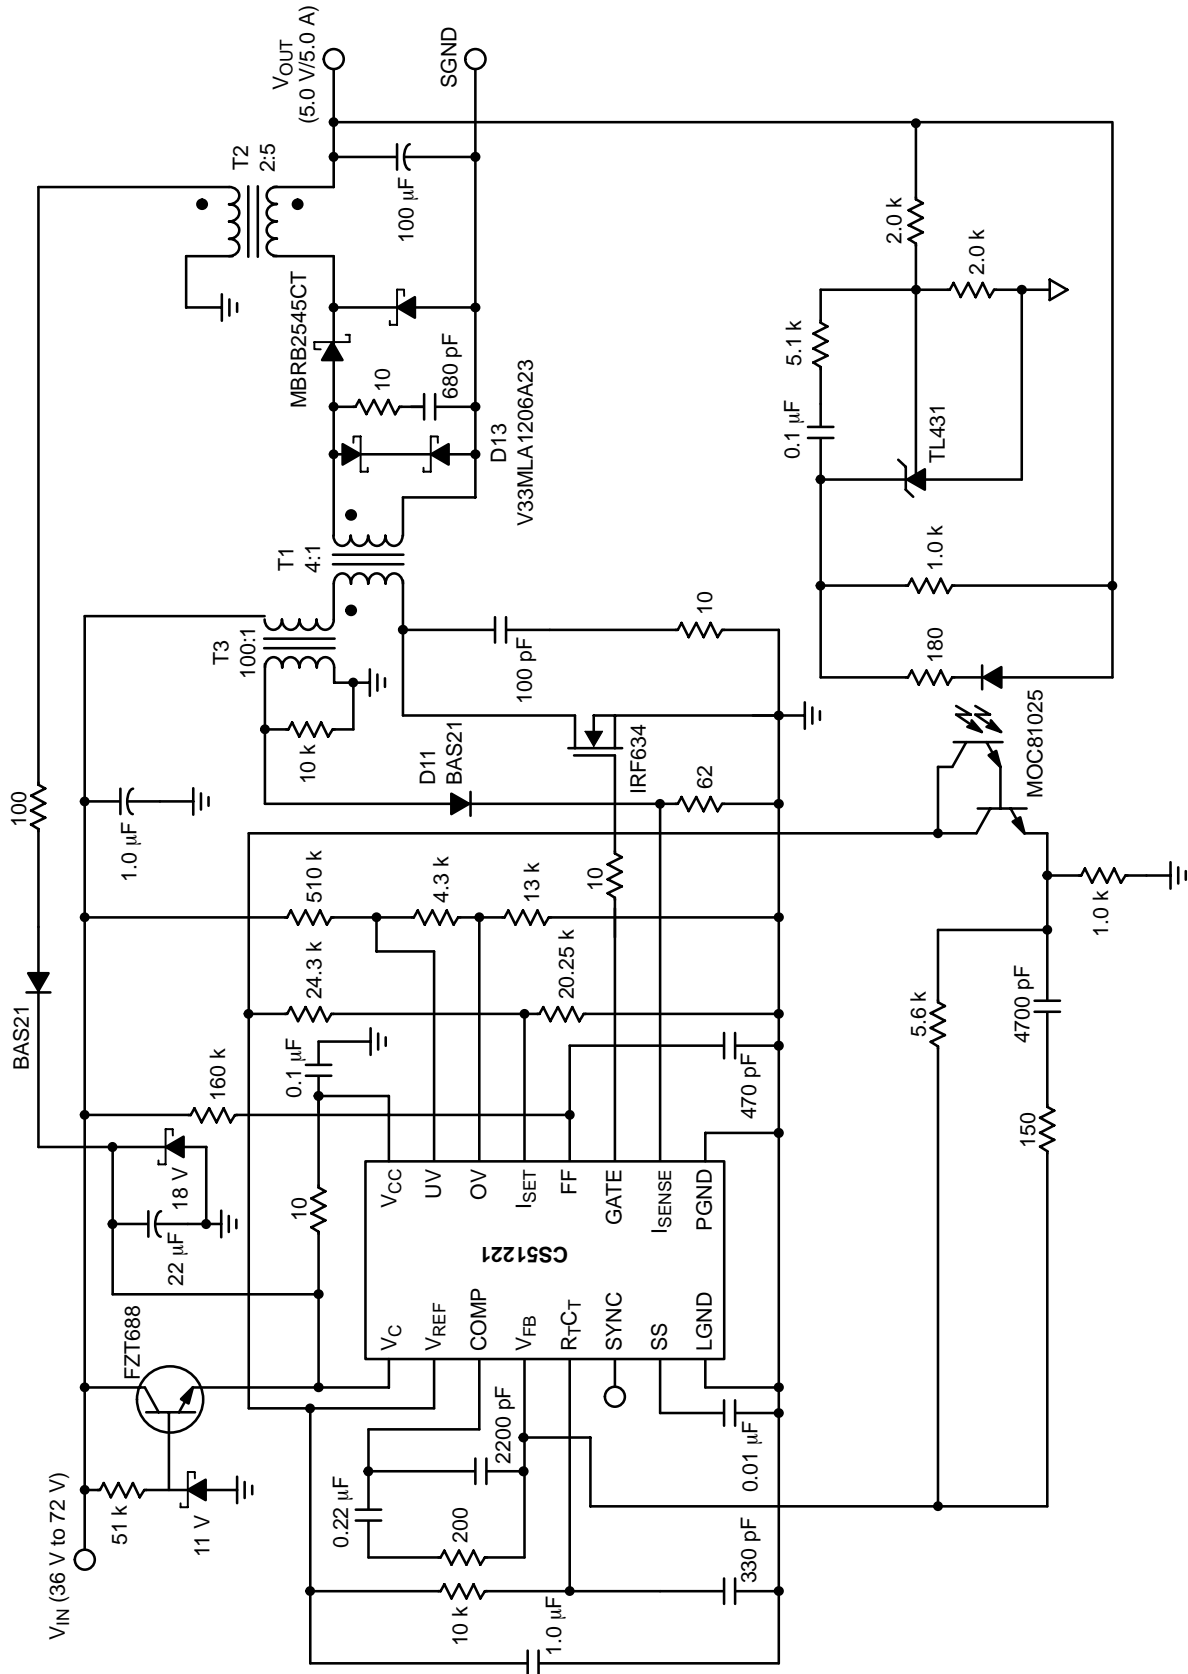 VIN (36 V to 72 V)
51 k
11 V
FZT688
22 μF
18 V
BAS21
100
160 k
10
0.1 μF
24.3 k
510 k
4.3 k
13 k
20.25 k
1.0 μF
10 k
D11
BAS21
62
10
IRF634
T3
100:1
T1
4:1
100 pF
10
T2
2:5
VOUT
(5.0 V/5.0 A)
SGND
100 μF
MBRB2545CT
10
680 pF
D13
V33MLA1206A23
CS51221
VC
VREF
COMP
VFB
RTCT
SYNC
SS
LGND
VCC
UV
OV
ISET
FF
GATE
ISENSE
PGND
470 pF
0.22 μF
2200 pF
200
10 k
1.0 μF
330 pF
0.01 μF
5.6 k
4700 pF
150
1.0 k
MOC81025
180
1.0 k
TL431
0.1 μF
5.1 k
2.0 k
2.0 k